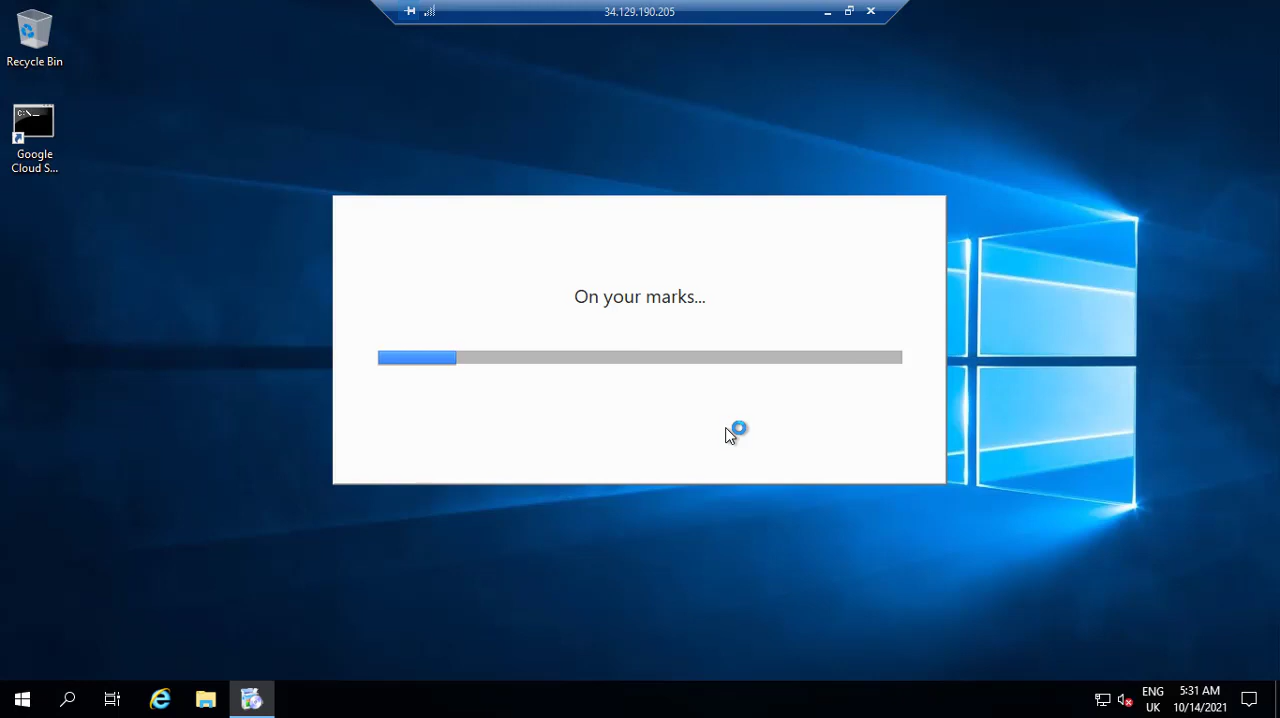 34.129.190.205
Recycle Bin
C:\._
Google
Cloud S...
On your marks...
ENG
UK
5:31 AM
10/14/2021